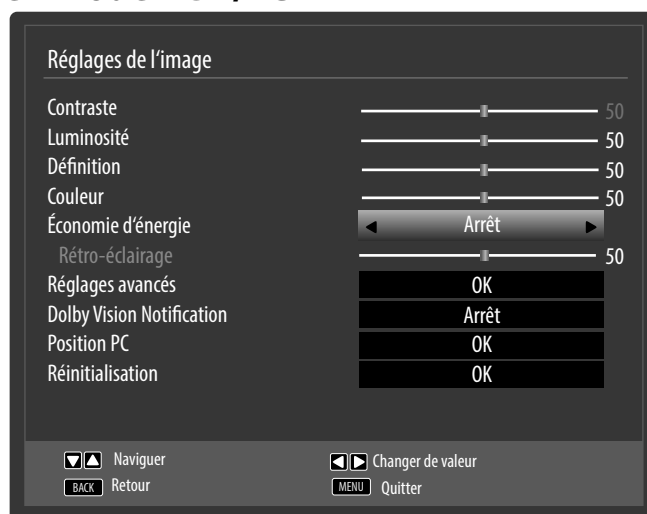 Réglages de l‘image
Contraste 50
Luminosité 50
Définition 50
Couleur 50
Économie d‘énergie Arrêt
Rétro-éclairage 50
Réglages avancés OK
Dolby Vision Notification Arrêt
Position PC OK
Réinitialisation OK
Naviguer Changer de valeur
BACK Retour MENU Quitter